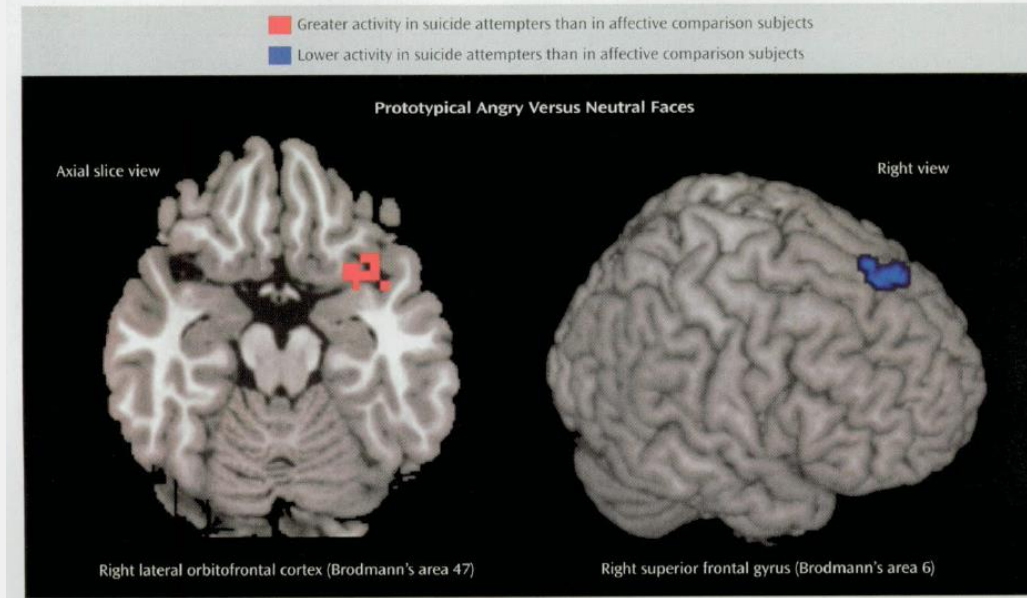 Greater activity in suicide attempters than in affective comparison subjects
Lower activity in suicide attempters than in affective comparison subjects
Prototypical Angry Versus Neutral Faces
Axial slice view
Right view
Right lateral orbitofrontal cortex (Brodmann's area 47)
Right superior frontal gyrus (Brodmann's area 6)